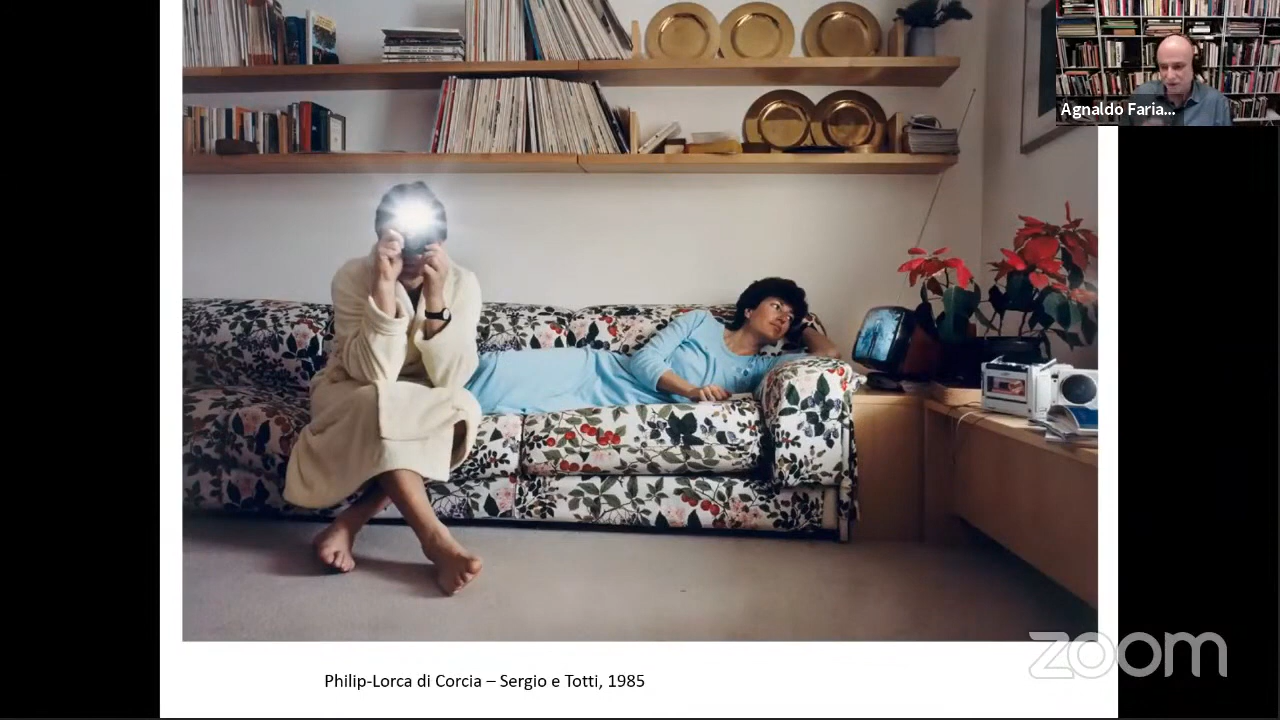 Agnaldo Faria...
zoom
Philip-Lorca di Corcia – Sergio e Totti, 1985